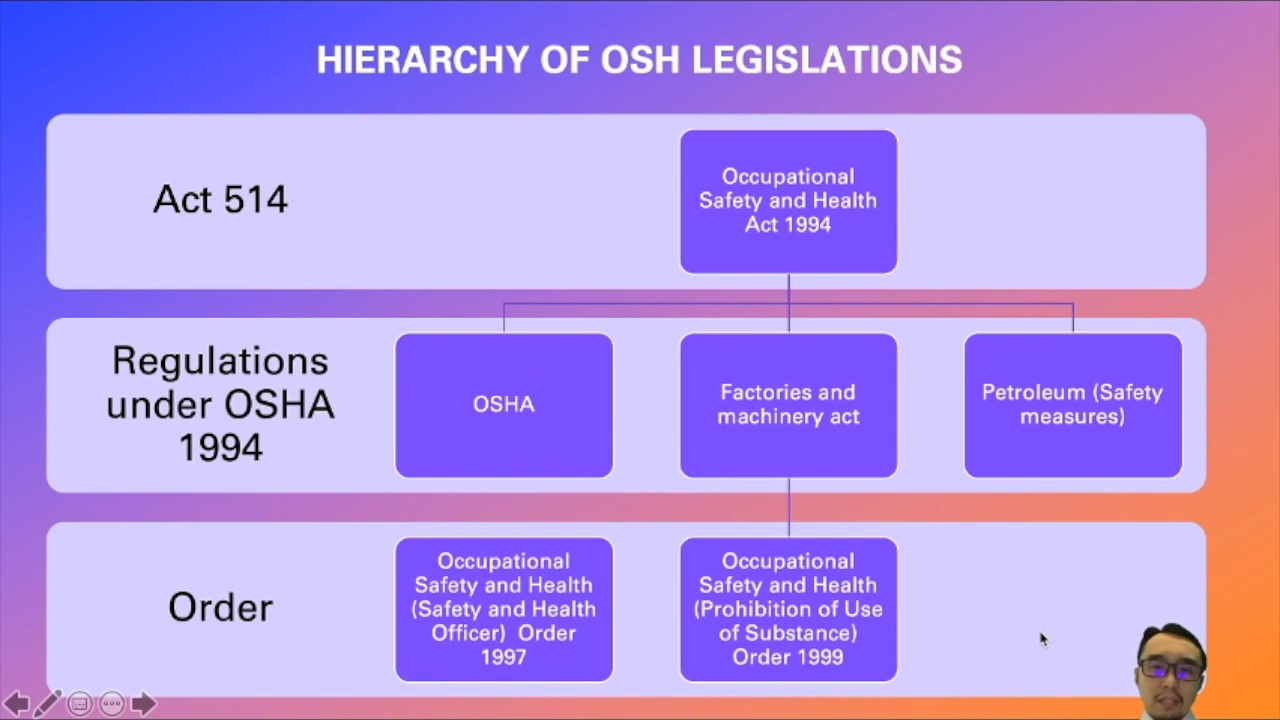 HIERARCHY OF OSH LEGISLATIONS
Act 514
Occupational
Safety and Health
Act 1994
Regulations
under OSHA
1994
OSHA
Factories and
machinery act
Petroleum (Safety
measures)
Order
Occupational
Safety and Health
(Safety and Health
Officer) Order
1997
Occupational
Safety and Health
(Prohibition of Use
of Substance)
Order 1999